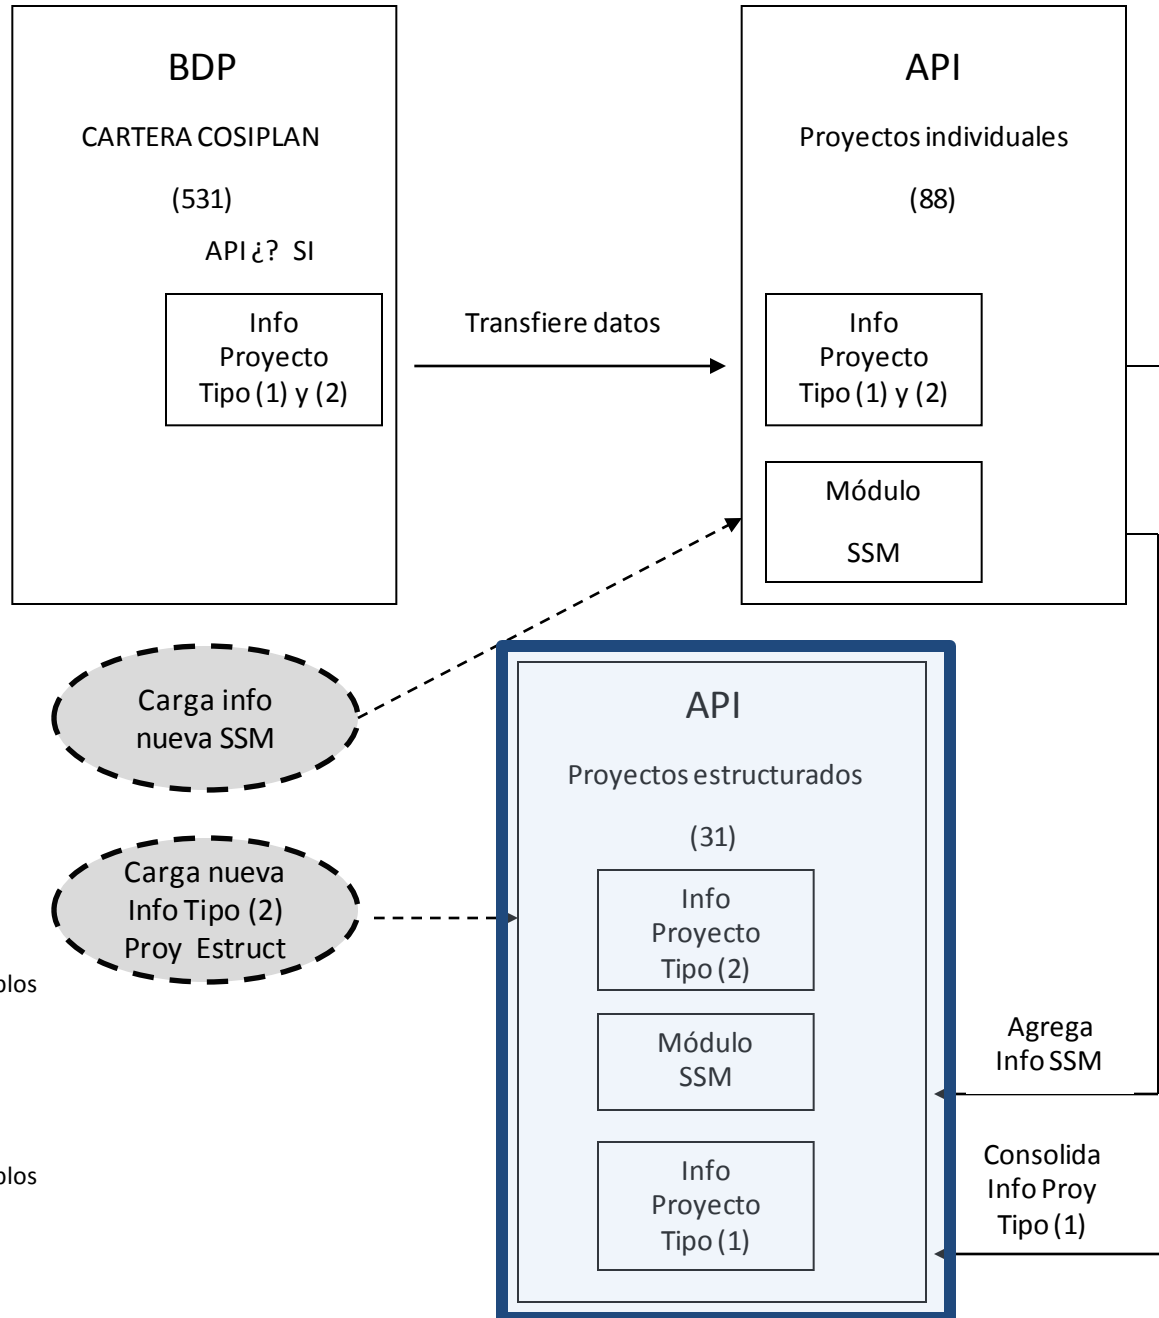 BDP
CARTERA COSIPLAN
(531)
API ¿? SI
Info
Proyecto
Tipo (1) y (2)
Transfiere datos
API
Proyectos individuales
(88)
Info
Proyecto
Tipo (1) y (2)
Módulo
SSM
Carga info
nueva SSM
Carga nueva
Info Tipo (2)
Proy Estruct
API
Proyectos estructurados
(31)
Info
Proyecto
Tipo (2)
Módulo
SSM
Info
Proyecto
Tipo (1)
Agrega
Info SSM
Consolida
Info Proy
Tipo (1)